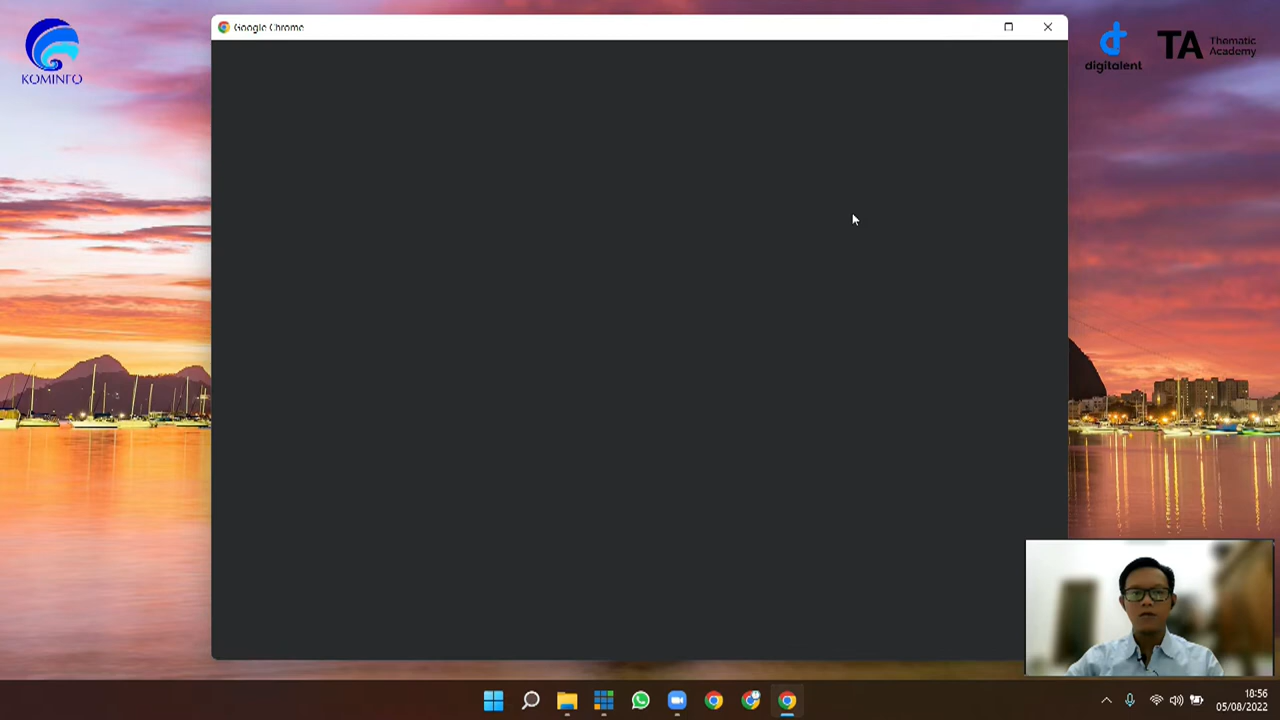 Google Chrome
KOMINFO
digitalent
TA Thematic
Academy
18:56
05/08/2022